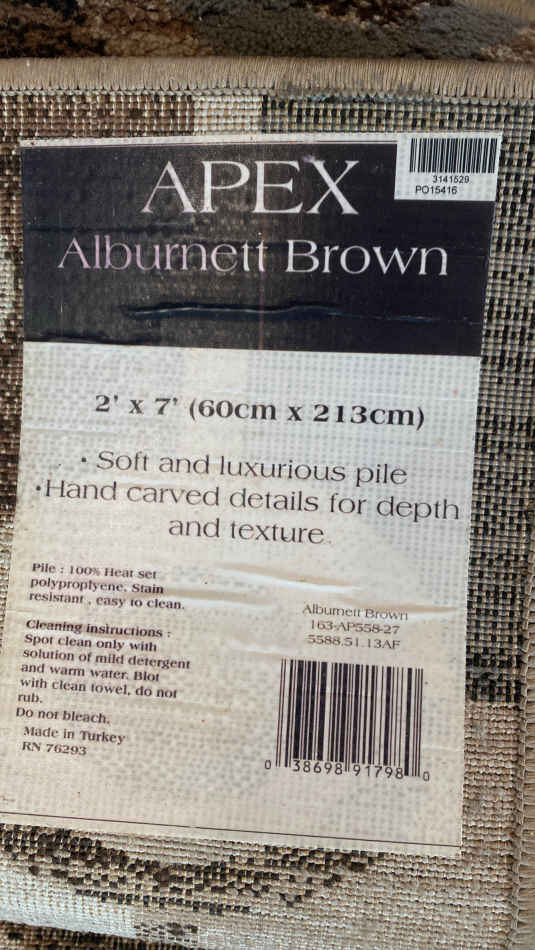 APEX
3141529
PO15416
Alburnett Brown
2' x 7' (60cm x 213cm)
• Soft and luxurious pile
•Hand carved details for depth
and texture.
Pile : 100% Heat set
polyproplyene, Stain
resistant , easy to clean.
Cleaning instructions :
Spot clean only with
solution of mild detergent
and warm water. Blot
with clean towel, do not
rub.
Do not bleach.
Made in Turkey
RN 76293
Alburnett Brown
163-AP558-27
5588.51.13AF
0 38698 91798 0